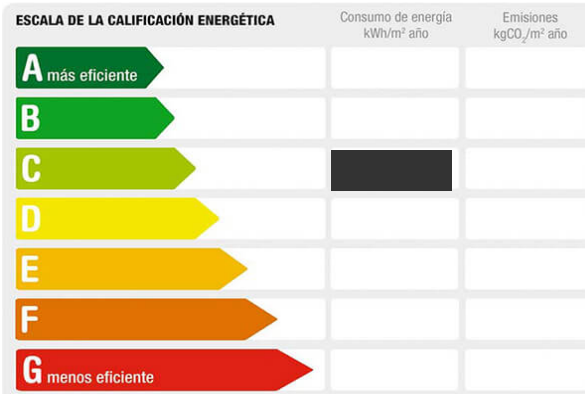 ESCALA DE LA CALIFICACIÓN ENERGÉTICA
Consumo de energía
kWh/m² año
Emisiones
kgCO₂/m² año
A más eficiente
B
C
D
E
F
G menos eficiente